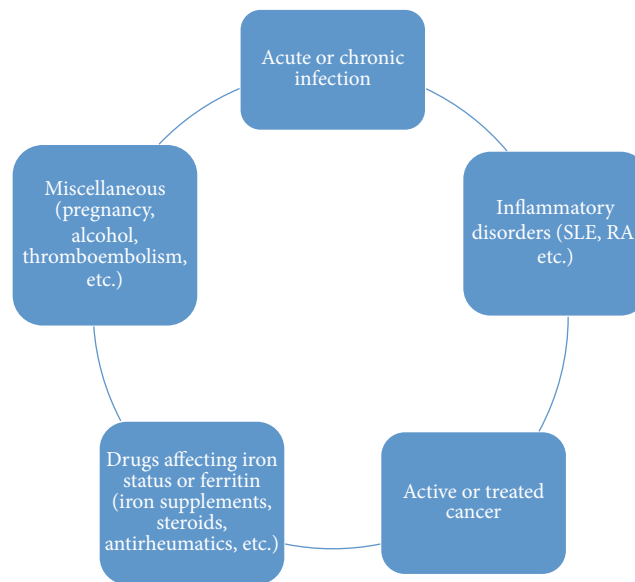 Acute or chronic
infection
Inflammatory
disorders (SLE, RA
etc.)
Active or treated
cancer
Drugs affecting iron
status or ferritin
(iron supplements,
steroids,
antirheumatics, etc.)
Miscellaneous
(pregnancy,
alcohol,
thromboembolism,
etc.)